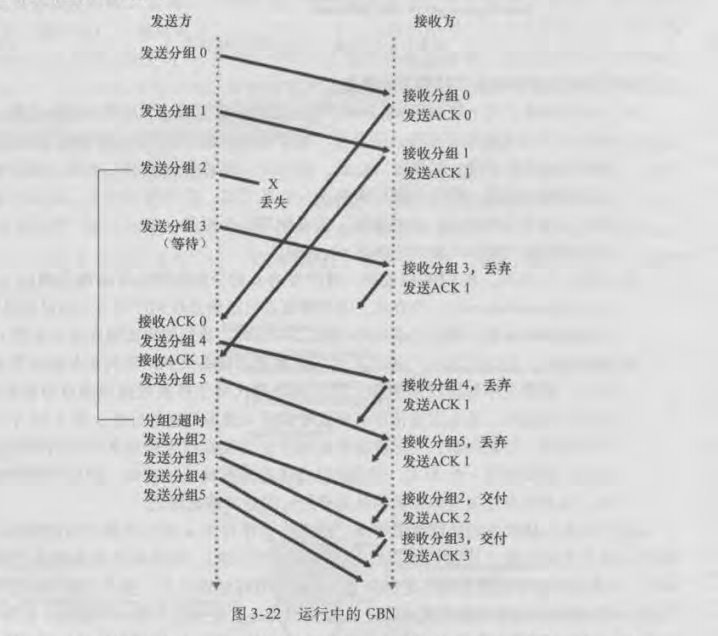 发送方
接收方
发送分组 0
接收分组 0
发送ACK 0
发送分组 1
接收分组 1
发送ACK 1
发送分组 2
X
丢失
发送分组 3
（等待）
接收分组 3，丢弃
发送ACK 1
接收ACK 0
发送分组 4
接收ACK 1
发送分组 5
接收分组 4，丢弃
发送ACK 1
分组2超时
发送分组2
发送分组3
发送分组4
发送分组5
接收分组5，丢弃
发送ACK 1
接收分组2，交付
发送ACK 2
接收分组3，交付
发送ACK 3
图 3-22 运行中的 GBN